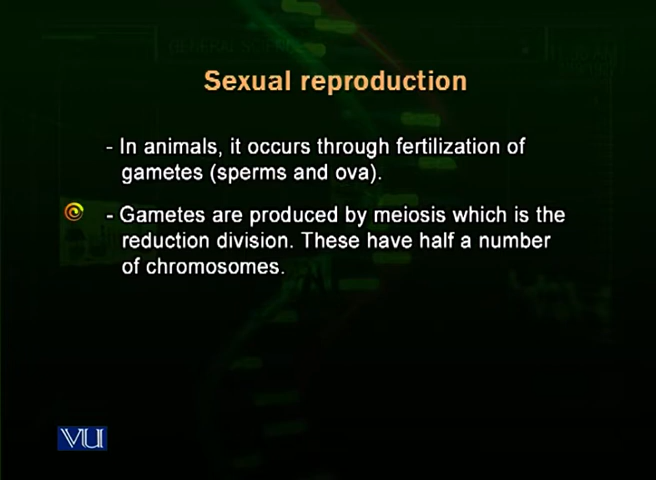 Sexual reproduction
- In animals, it occurs through fertilization of
gametes (sperms and ova).
- Gametes are produced by meiosis which is the
reduction division. These have half a number
of chromosomes.
VU